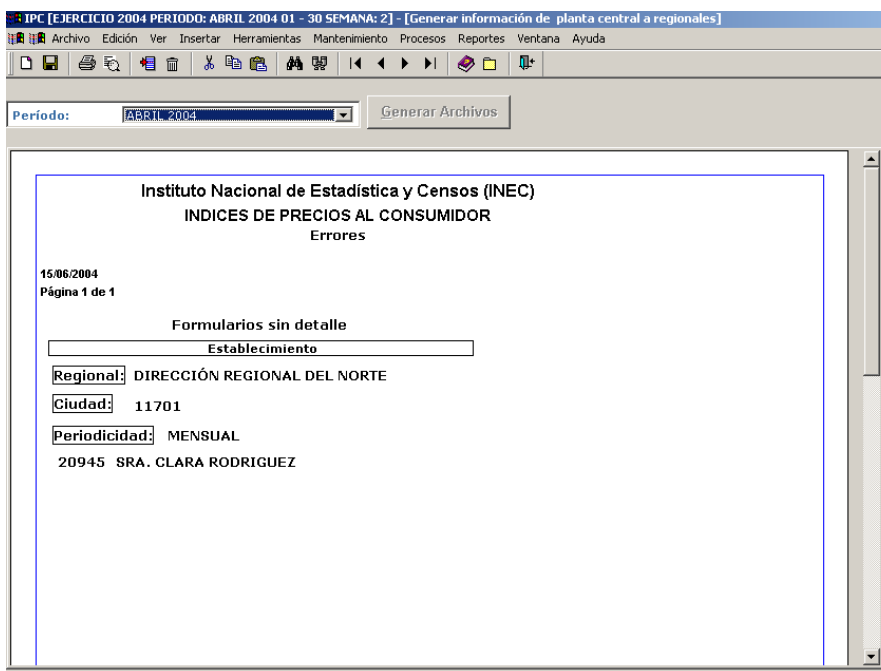 IPC [EJERCICIO 2004 PERIODO: ABRIL 2004 01 - 30 SEMANA: 2] - [Generar información de planta central a regionales]
Archivo Edición Ver Insertar Herramientas Mantenimiento Procesos Reportes Ventana Ayuda
Período: ABRIL 2004 Generar Archivos
Instituto Nacional de Estadística y Censos (INEC)
INDICES DE PRECIOS AL CONSUMIDOR
Errores
15/06/2004
Página 1 de 1
Formularios sin detalle
Establecimiento
Regional: DIRECCIÓN REGIONAL DEL NORTE
Ciudad: 11701
Periodicidad: MENSUAL
20945 SRA. CLARA RODRIGUEZ